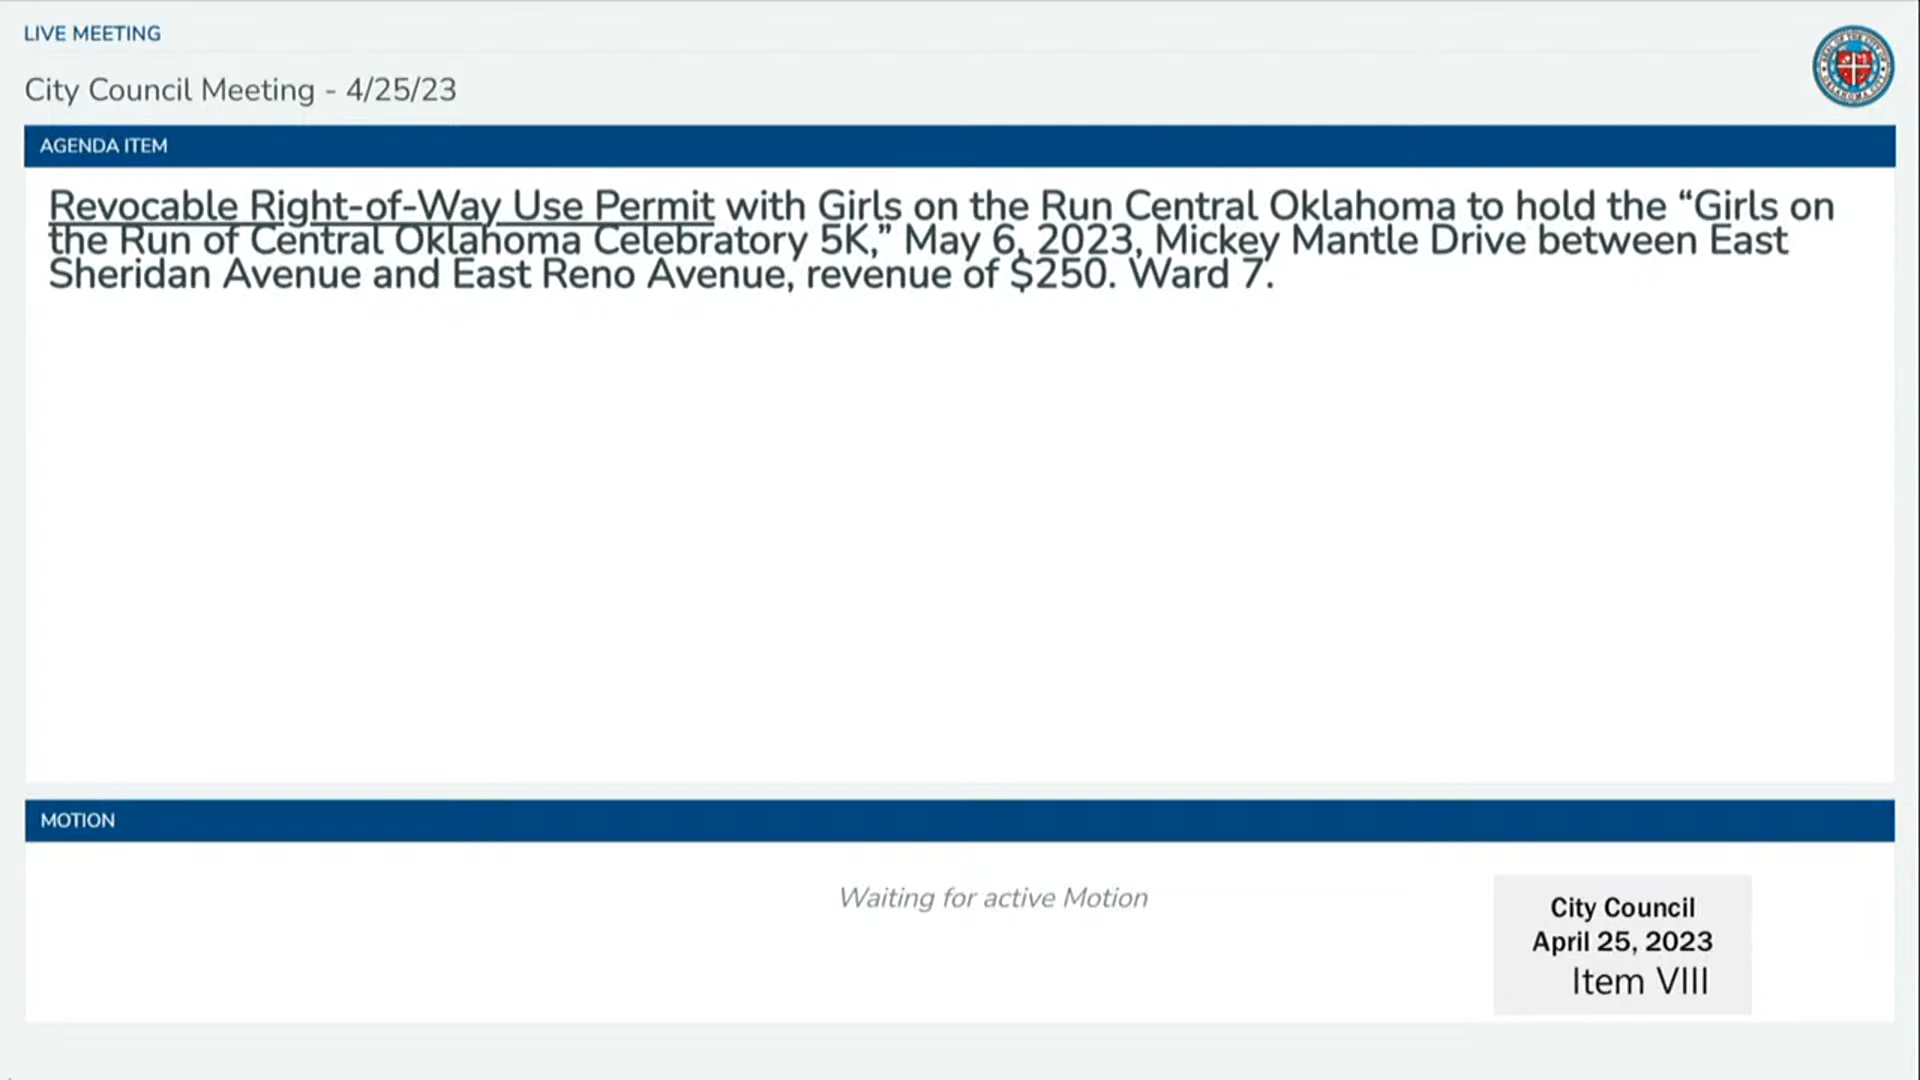 LIVE MEETING
City Council Meeting - 4/25/23
AGENDA ITEM
Revocable Right-of-Way Use Permit with Girls on the Run Central Oklahoma to hold the “Girls on
the Run of Central Oklahoma Celebratory 5K,” May 6, 2023, Mickey Mantle Drive between East
Sheridan Avenue and East Reno Avenue, revenue of $250. Ward 7.
MOTION
Waiting for active Motion
City Council
April 25, 2023
Item VIII